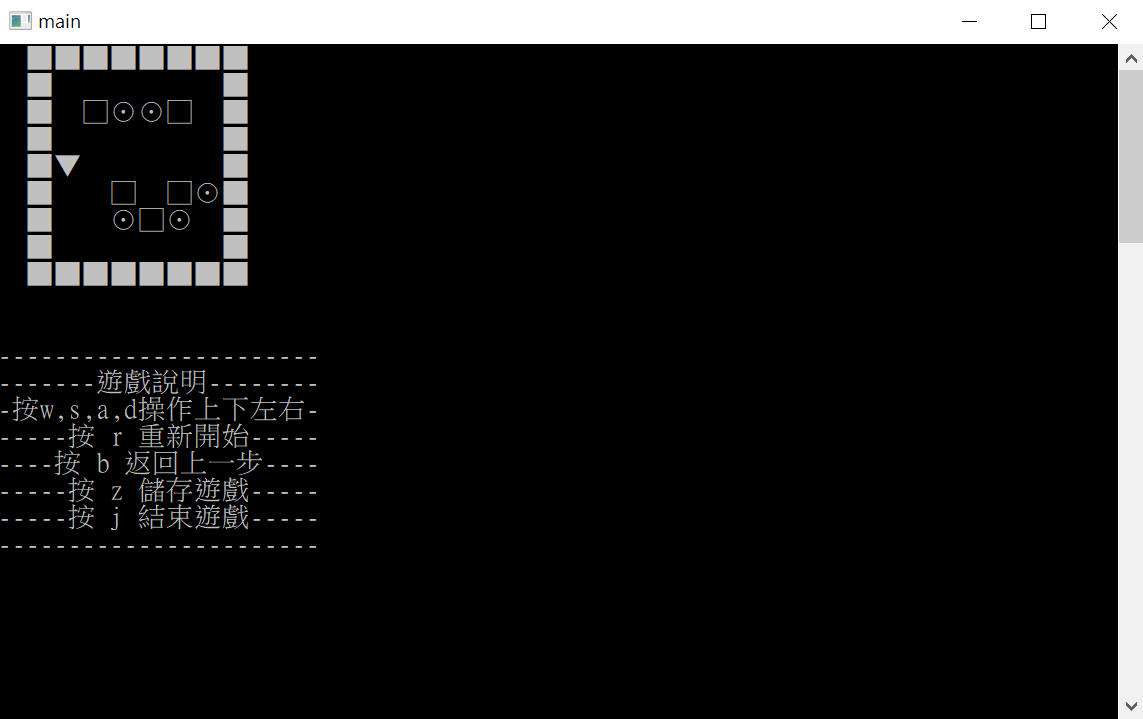 main
-----------------------
-------遊戲說明--------
-按w,s,a,d操作上下左右-
-----按 r 重新開始-----
----按 b 返回上一步----
-----按 z 儲存遊戲-----
-----按 j 結束遊戲-----
-----------------------